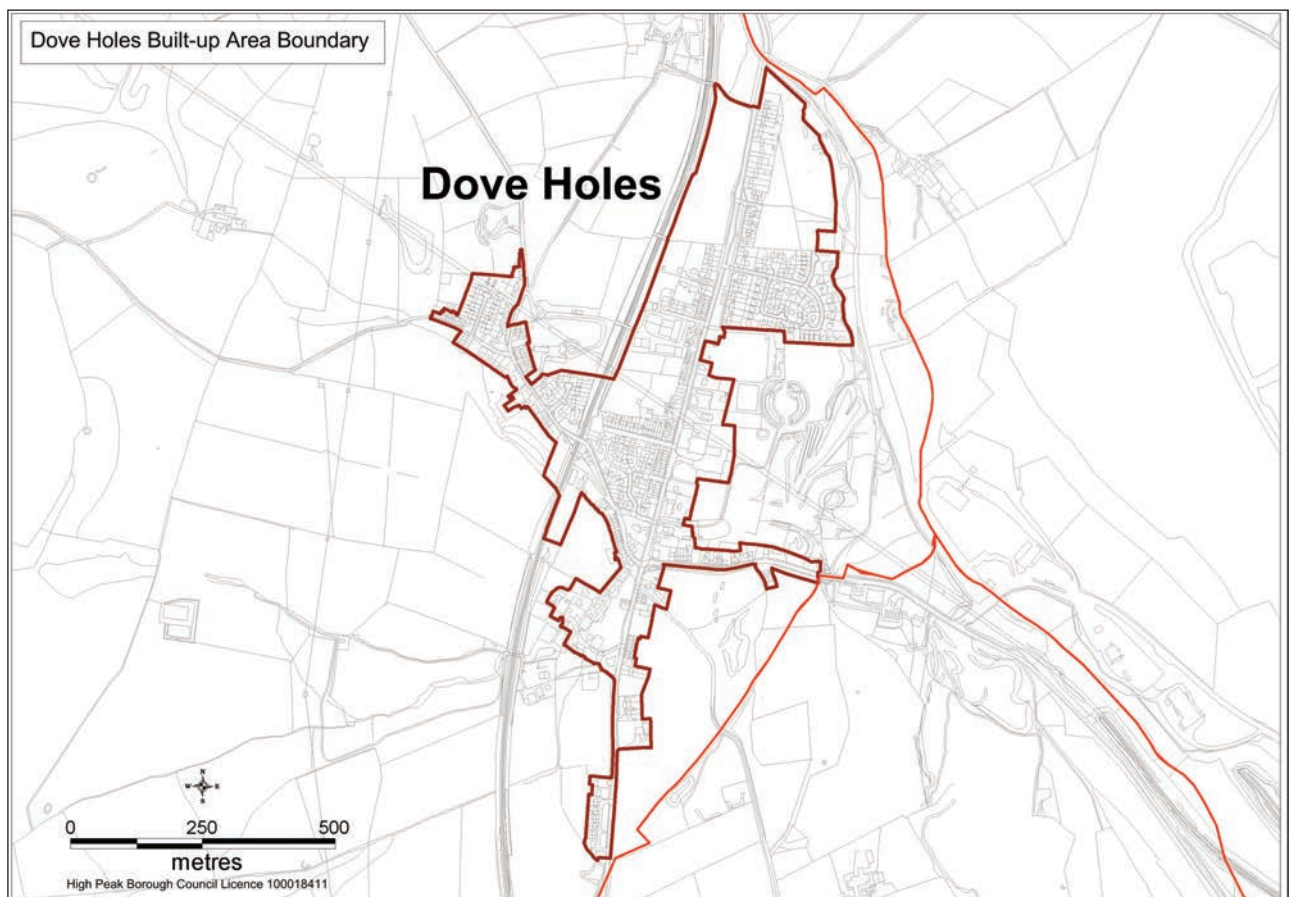 Dove Holes Built-up Area Boundary
Dove Holes
N
W E
S
0 250 500
metres
High Peak Borough Council Licence 100018411